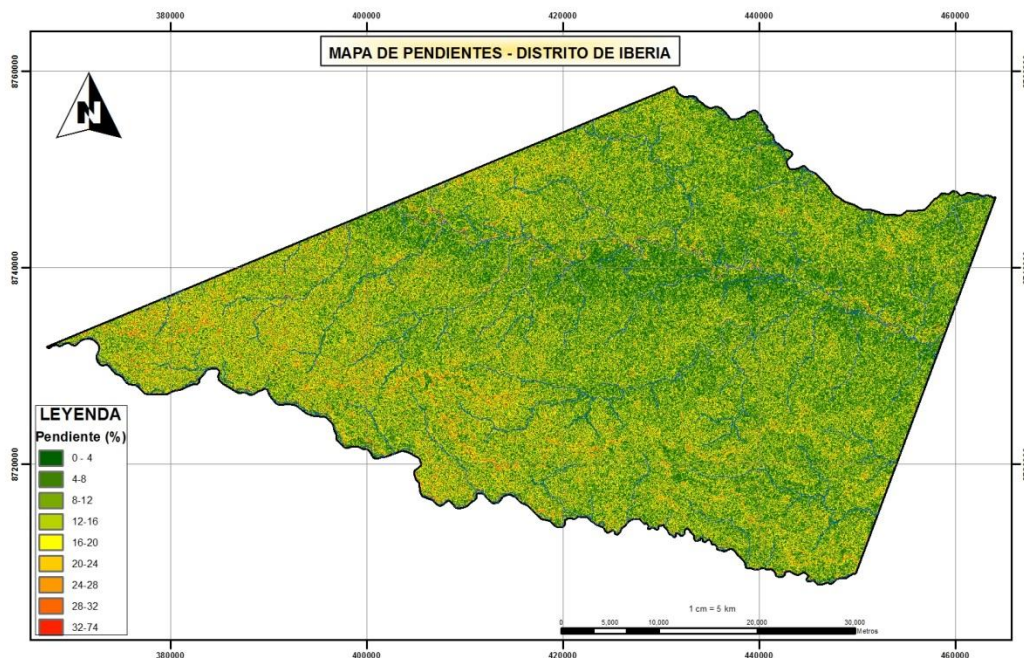 380000 400000 420000 440000 460000
MAPA DE PENDIENTES - DISTRITO DE IBERIA
8760000
N
8740000
LEYENDA
Pendiente (%)
0 - 4
4-8
8-12
12-16
16-20
20-24
24-28
28-32
32-74
8720000
1 cm = 5 km
0 5,000 10,000 20,000 30,000
Metros
380000 400000 420000 440000 460000